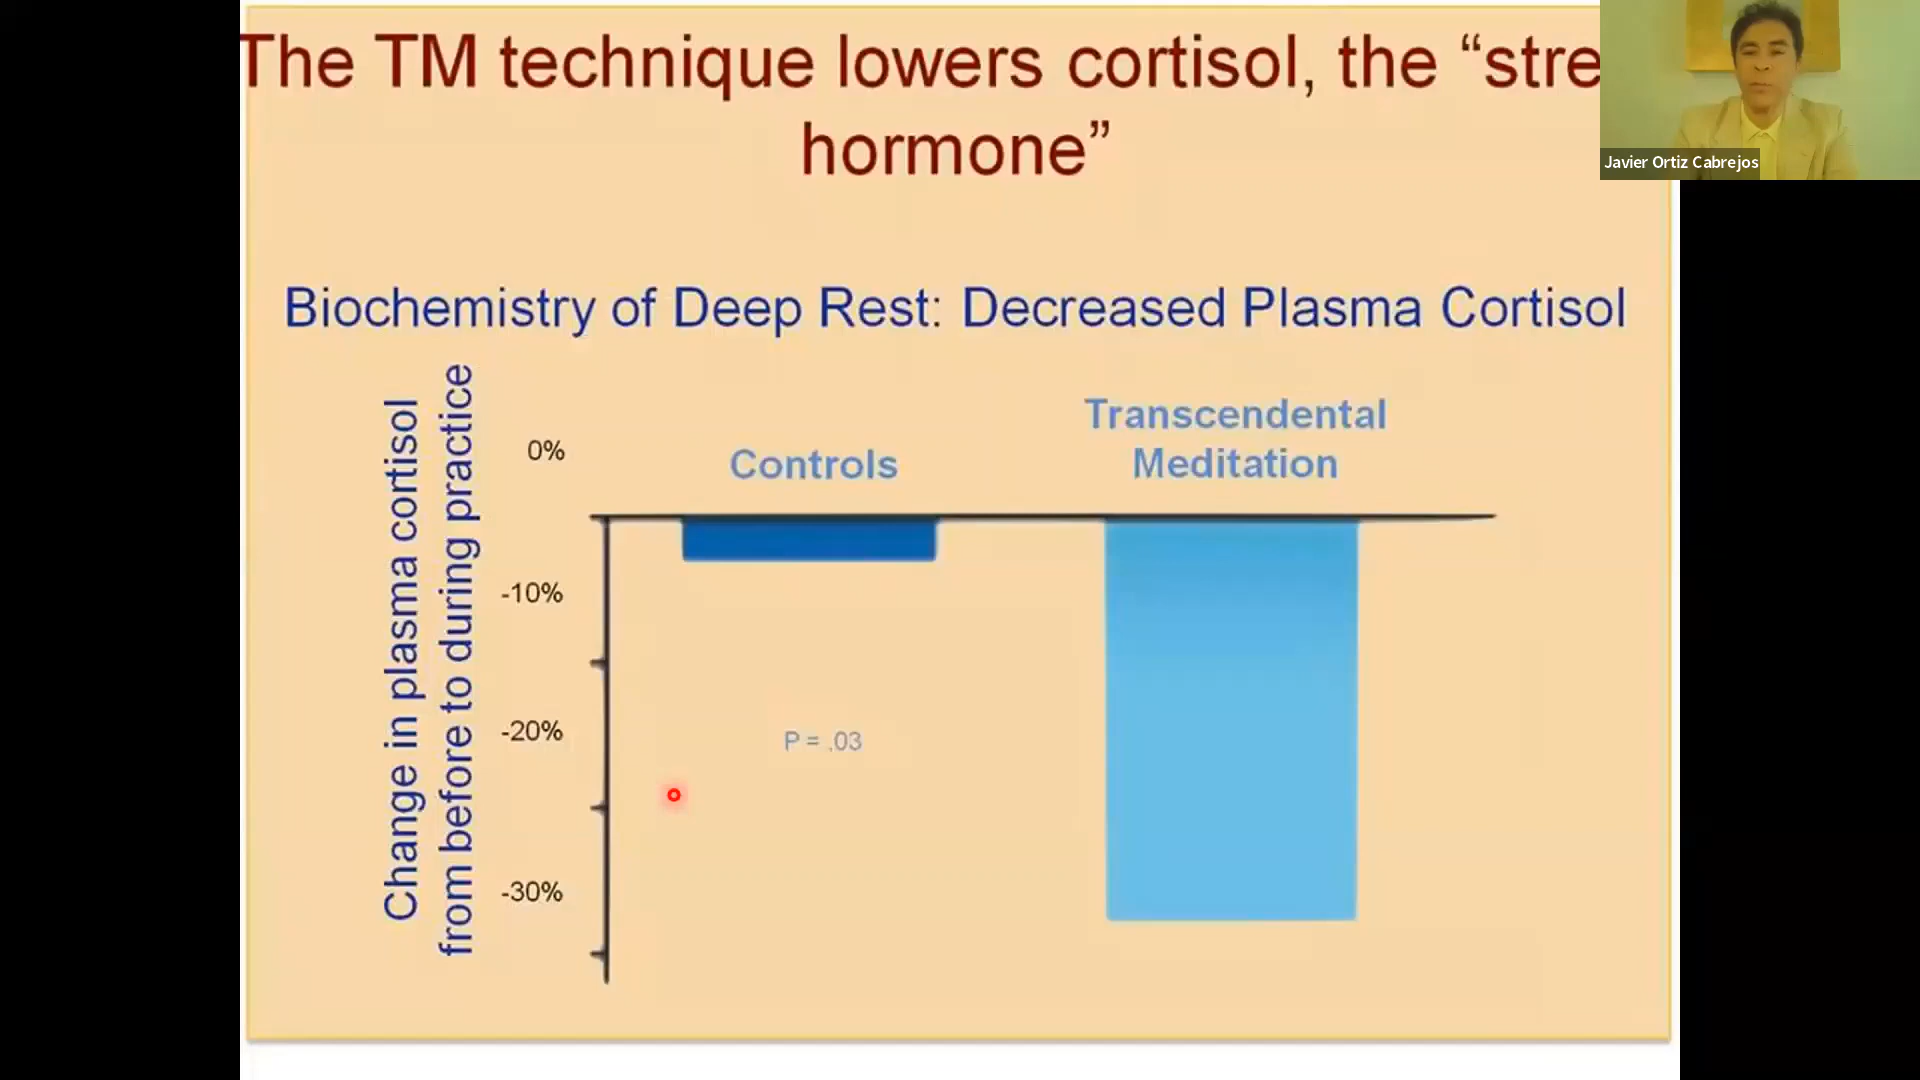 The TM technique lowers cortisol, the “stre
hormone”
Javier Ortiz Cabrejos
Biochemistry of Deep Rest: Decreased Plasma Cortisol
Change in plasma cortisol
from before to during practice
0%
-10%
-20%
-30%
Controls
Transcendental
Meditation
P = .03